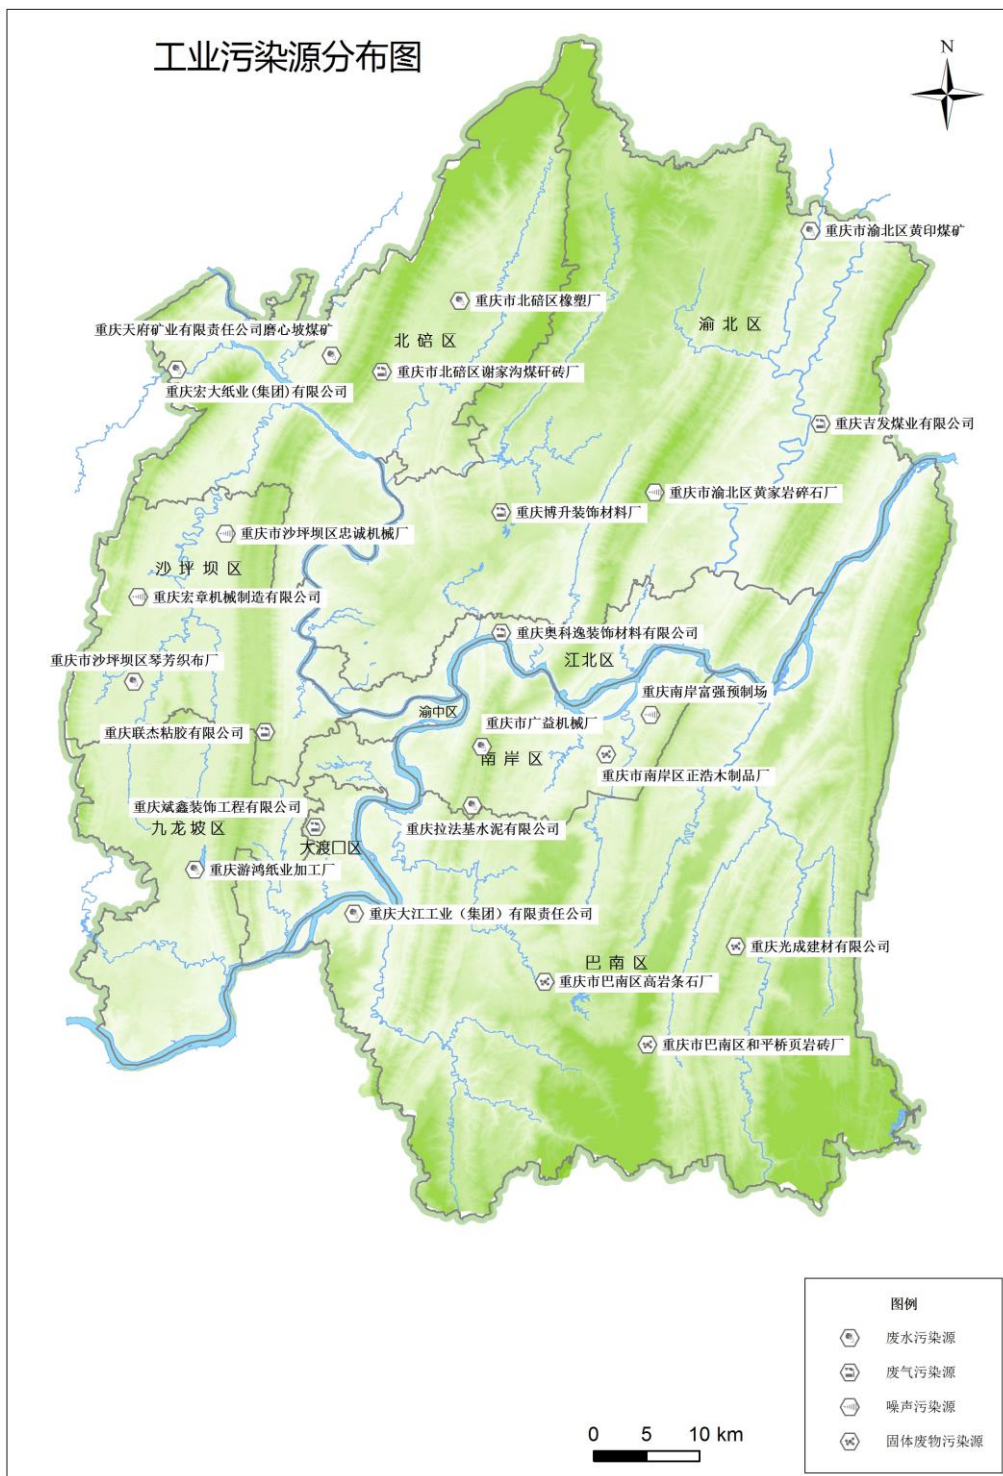 工业污染源分布图
N
重庆市渝北区黄印煤矿
重庆市北碚区橡塑厂
渝北区
重庆天府矿业有限责任公司磨心坡煤矿
北碚区
重庆市北碚区谢家沟煤矸砖厂
重庆宏大纸业(集团)有限公司
重庆吉发煤业有限公司
重庆市渝北区黄家岩碎石厂
重庆博升装饰材料厂
重庆市沙坪坝区忠诚机械厂
沙坪坝区
重庆宏章机械制造有限公司
重庆奥科逸装饰材料有限公司
江北区
重庆市沙坪坝区琴芳织布厂
重庆南岸富强预制场
渝中区
重庆市广益机械厂
重庆联杰粘胶有限公司
南岸区
重庆市南岸区正浩木制品厂
重庆斌鑫装饰工程有限公司
九龙坡区
重庆拉法基水泥有限公司
大渡口区
重庆游鸿纸业加工厂
重庆大江工业（集团）有限责任公司
重庆光成建材有限公司
巴南区
重庆市巴南区高岩条石厂
重庆市巴南区和平桥页岩砖厂
图例
废水污染源
废气污染源
噪声污染源
固体废物污染源
0 5 10 km